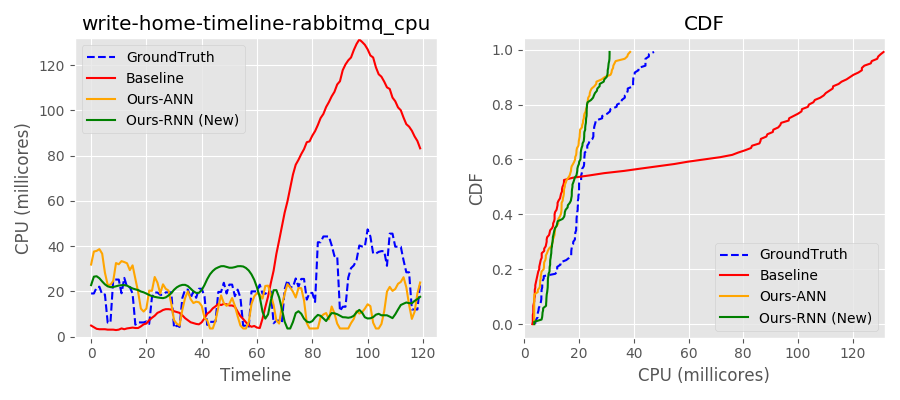 write-home-timeline-rabbitmq_cpu
CPU (millicores)
120
100
80
60
40
20
0
GroundTruth
Baseline
Ours-ANN
Ours-RNN (New)
0 20 40 60 80 100 120
Timeline
CDF
CDF
1.0
0.8
0.6
0.4
0.2
0.0
GroundTruth
Baseline
Ours-ANN
Ours-RNN (New)
0 20 40 60 80 100 120
CPU (millicores)